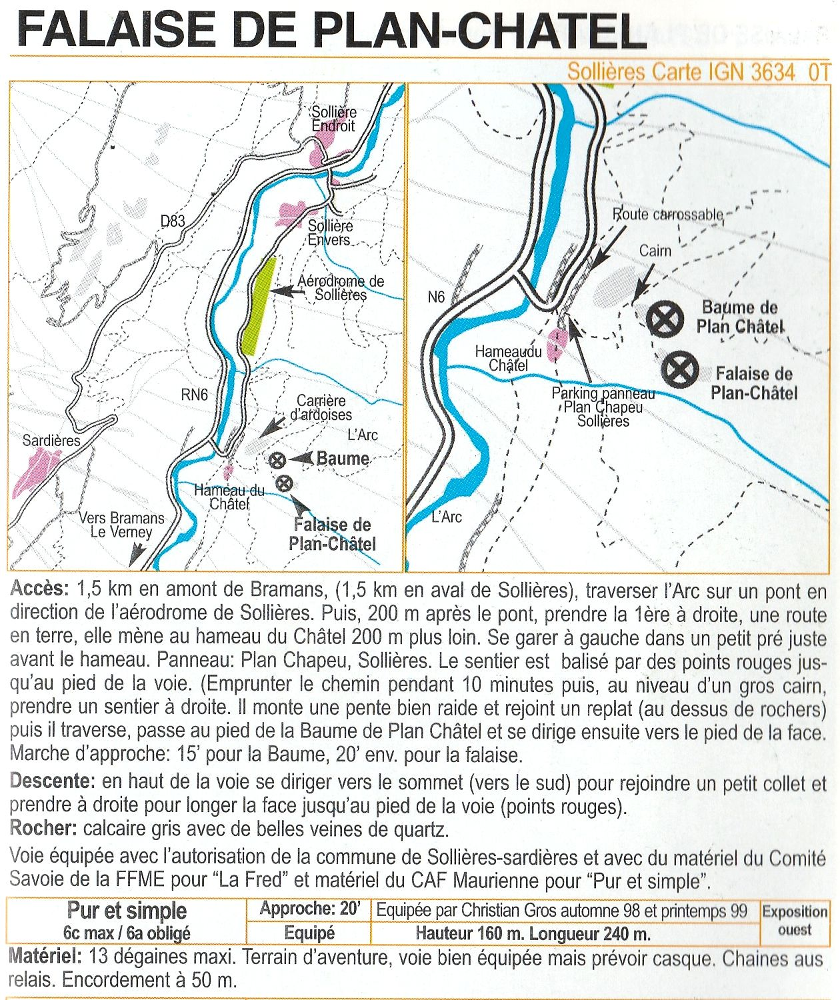 FALAISE DE PLAN-CHATEL
Sollières Carte IGN 3634 OT
Sollière
Endroit
D83
Sollière
Envers
Aérodrome de
Sollières
RN6
Carrière
d'ardoises
L'Arc
Sardières
Baume
Hameau du
Châtel
Vers Bramans
Le Verney
Falaise de
Plan-Châtel
Route carrossable
Cairn
N6
Baume de
Plan Châtel
Hameaudu
Châtel
Falaise de
Plan-Châtel
Parking panneau
Plan Chapeu
Sollières
L'Arc
Accès: 1,5 km en amont de Bramans, (1,5 km en aval de Sollières), traverser l'Arc sur un pont en
direction de l'aérodrome de Sollières. Puis, 200 m après le pont, prendre la 1ère à droite, une route
en terre, elle mène au hameau du Châtel 200 m plus loin. Se garer à gauche dans un petit pré juste
avant le hameau. Panneau: Plan Chapeu, Sollières. Le sentier est balisé par des points rouges jus-
qu'au pied de la voie. (Emprunter le chemin pendant 10 minutes puis, au niveau d'un gros cairn,
prendre un sentier à droite. Il monte une pente bien raide et rejoint un replat (au dessus de rochers)
puis il traverse, passe au pied de la Baume de Plan Châtel et se dirige ensuite vers le pied de la face.
Marche d'approche: 15' pour la Baume, 20' env. pour la falaise.
Descente: en haut de la voie se diriger vers le sommet (vers le sud) pour rejoindre un petit collet et
prendre à droite pour longer la face jusqu'au pied de la voie (points rouges).
Rocher: calcaire gris avec de belles veines de quartz.
Voie équipée avec l'autorisation de la commune de Sollières-sardières et avec du matériel du Comité
Savoie de la FFME pour "La Fred" et matériel du CAF Maurienne pour "Pur et simple".
Pur et simple
6c max / 6a obligé
Approche: 20'
Equipé
Equipée par Christian Gros automne 98 et printemps 99
Hauteur 160 m. Longueur 240 m.
Exposition
ouest
Matériel: 13 dégaines maxi. Terrain d'aventure, voie bien équipée mais prévoir casque. Chaines aus
relais. Encordement à 50 m.